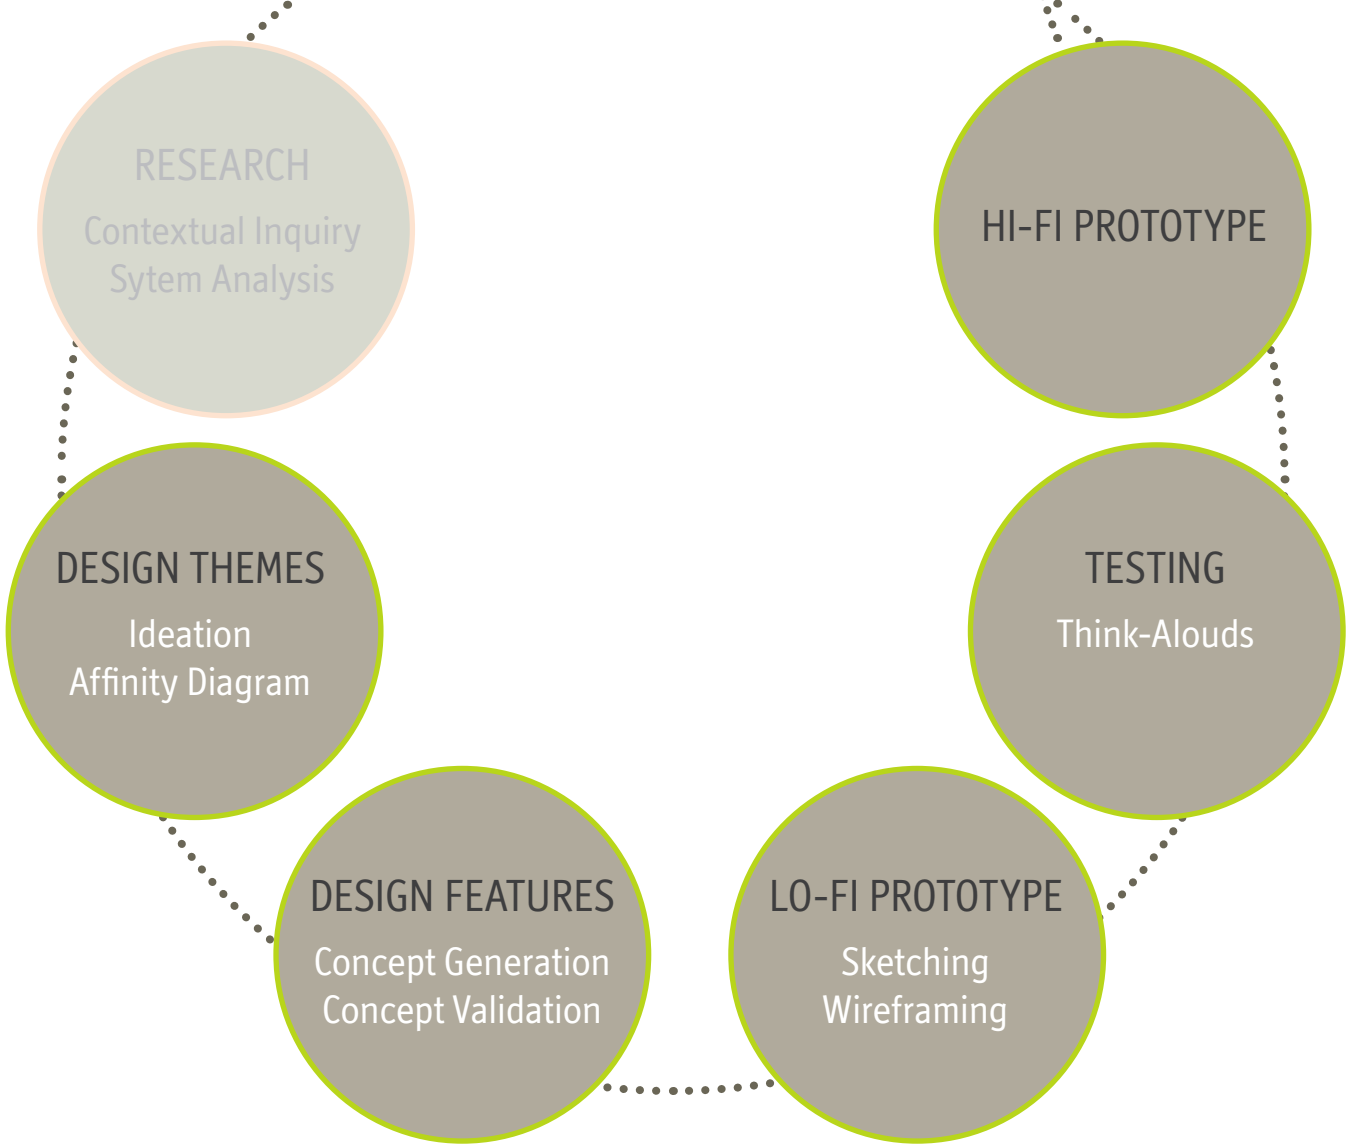 RESEARCH
Contextual Inquiry
Sytem Analysis
HI-FI PROTOTYPE
DESIGN THEMES
Ideation
Affinity Diagram
TESTING
Think-Alouds
DESIGN FEATURES
Concept Generation
Concept Validation
LO-FI PROTOTYPE
Sketching
Wireframing